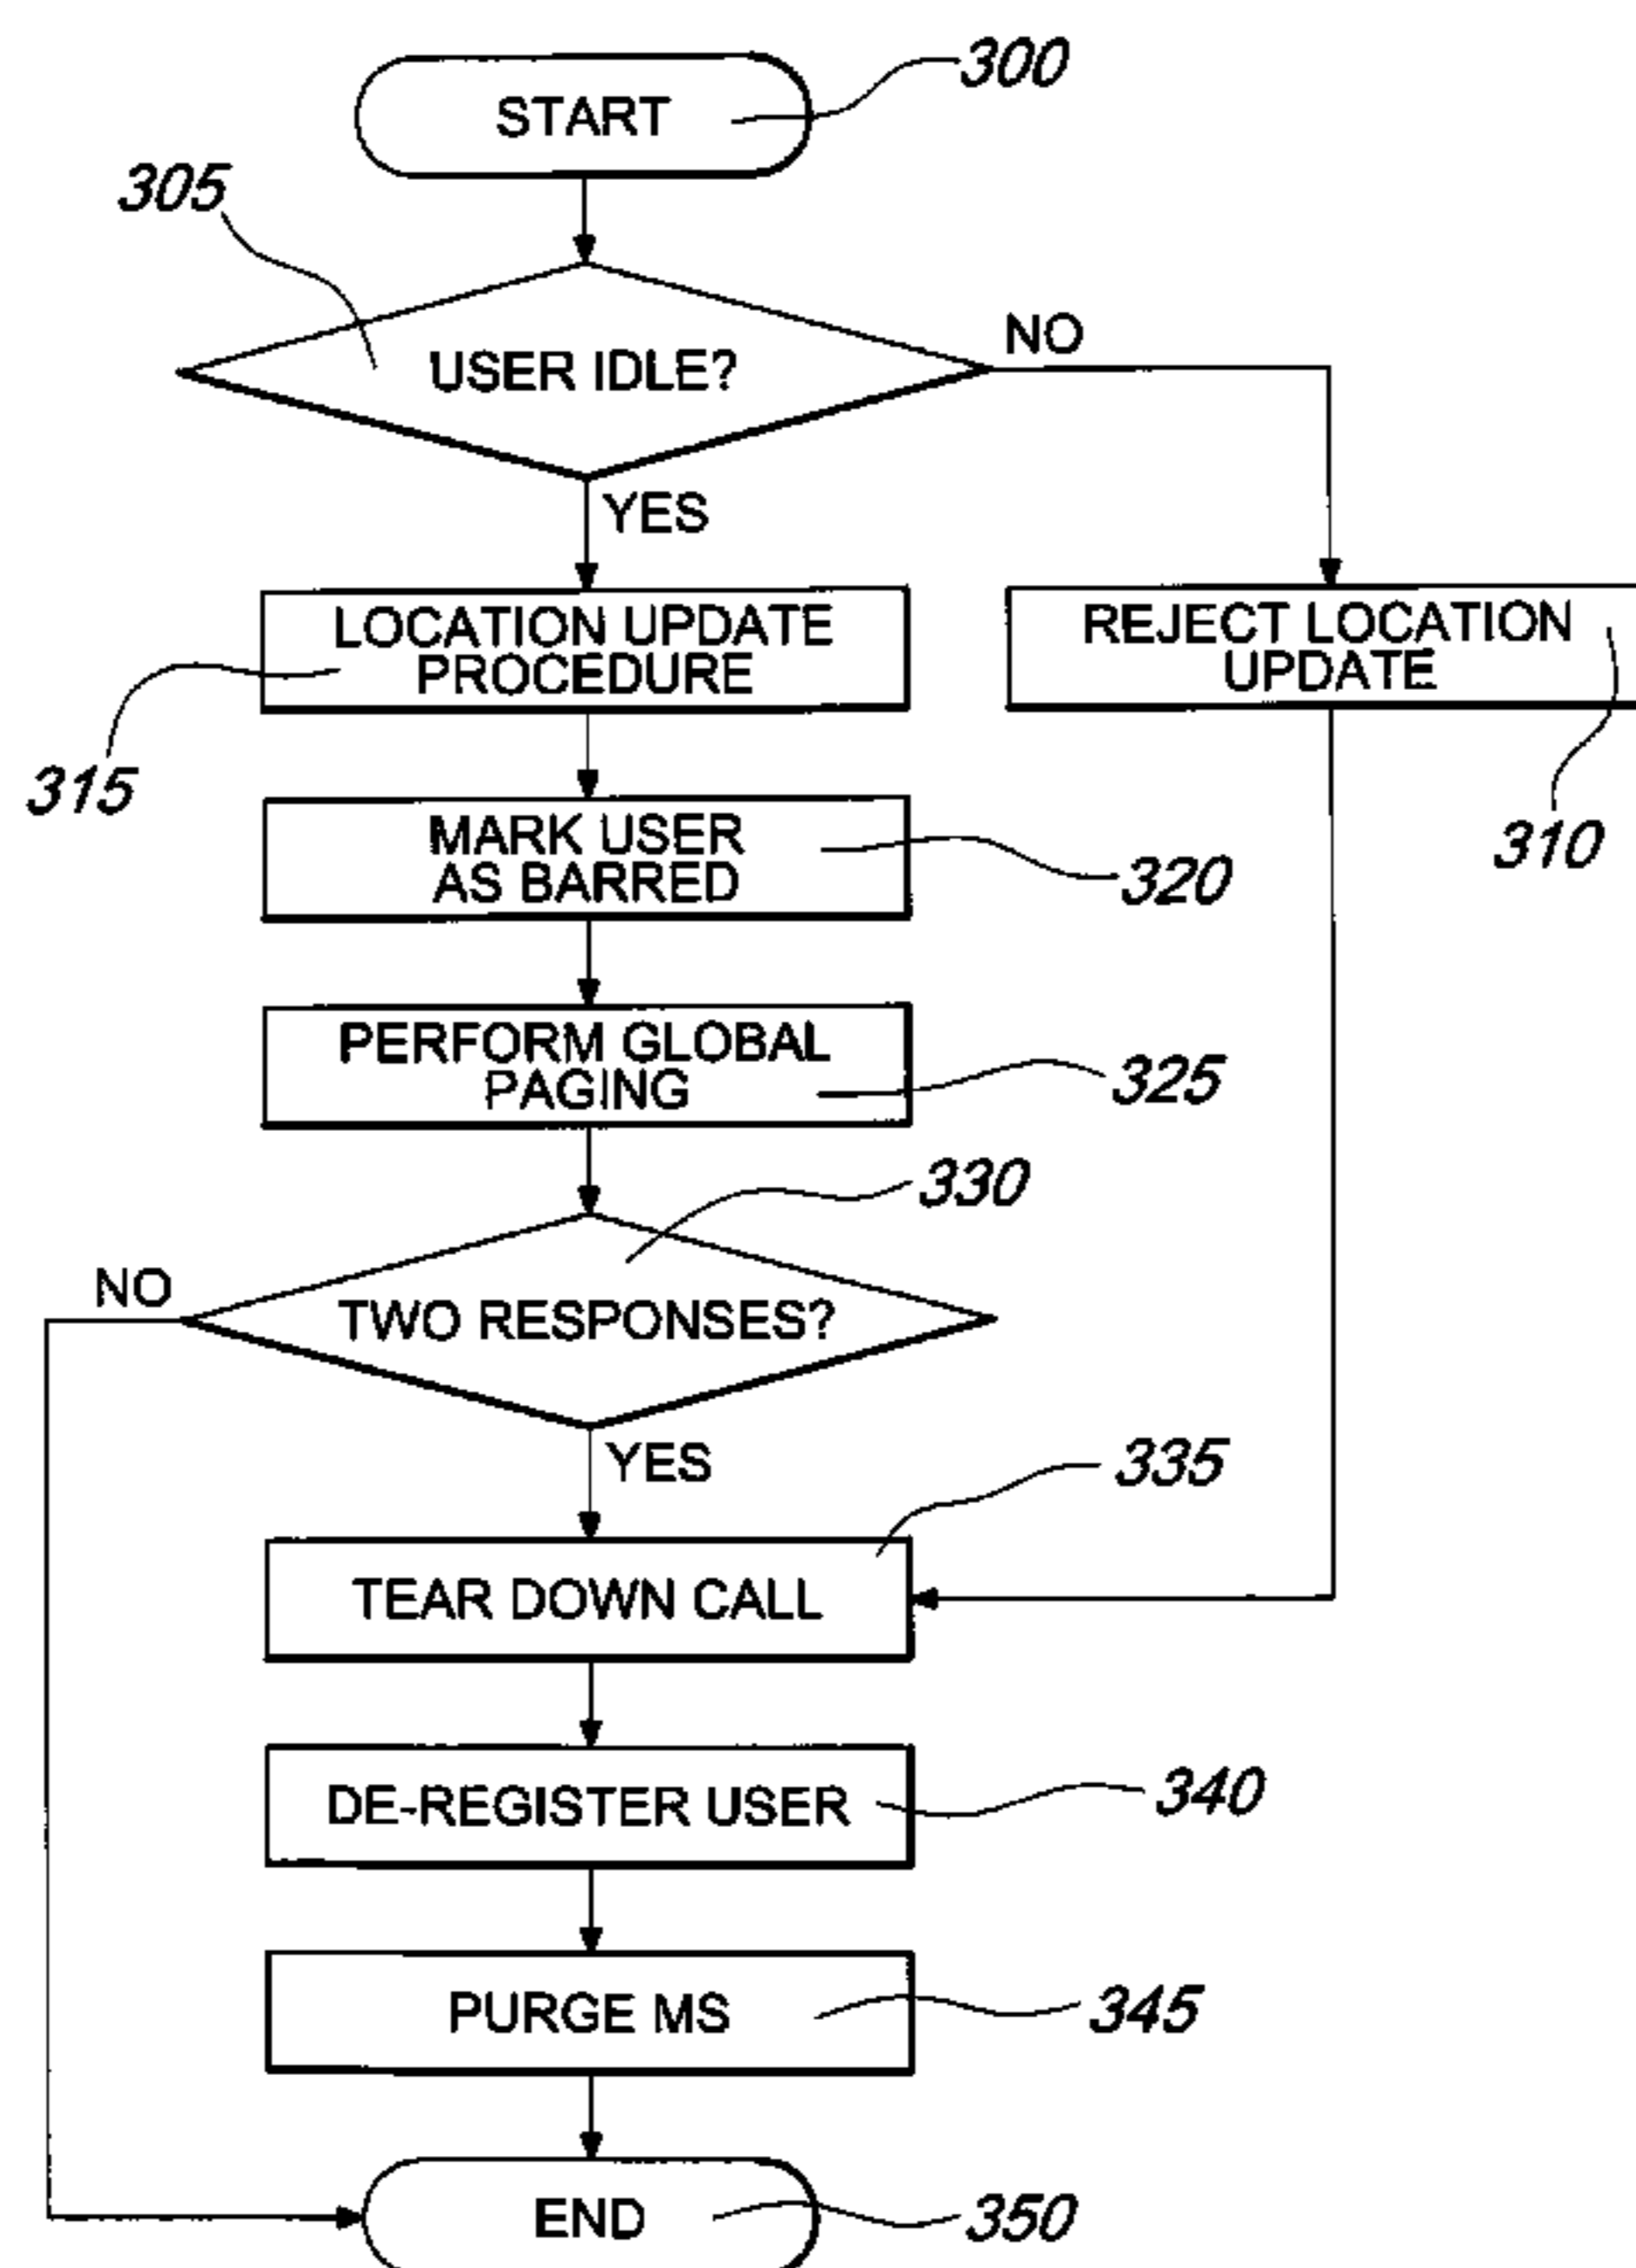 START
300
305
USER IDLE?
NO
YES
LOCATION UPDATE
PROCEDURE
REJECT LOCATION
UPDATE
315
310
MARK USER
AS BARRED
320
PERFORM GLOBAL
PAGING
325
330
NO
TWO RESPONSES?
YES
335
TEAR DOWN CALL
DE-REGISTER USER
340
PURGE MS
345
END
350